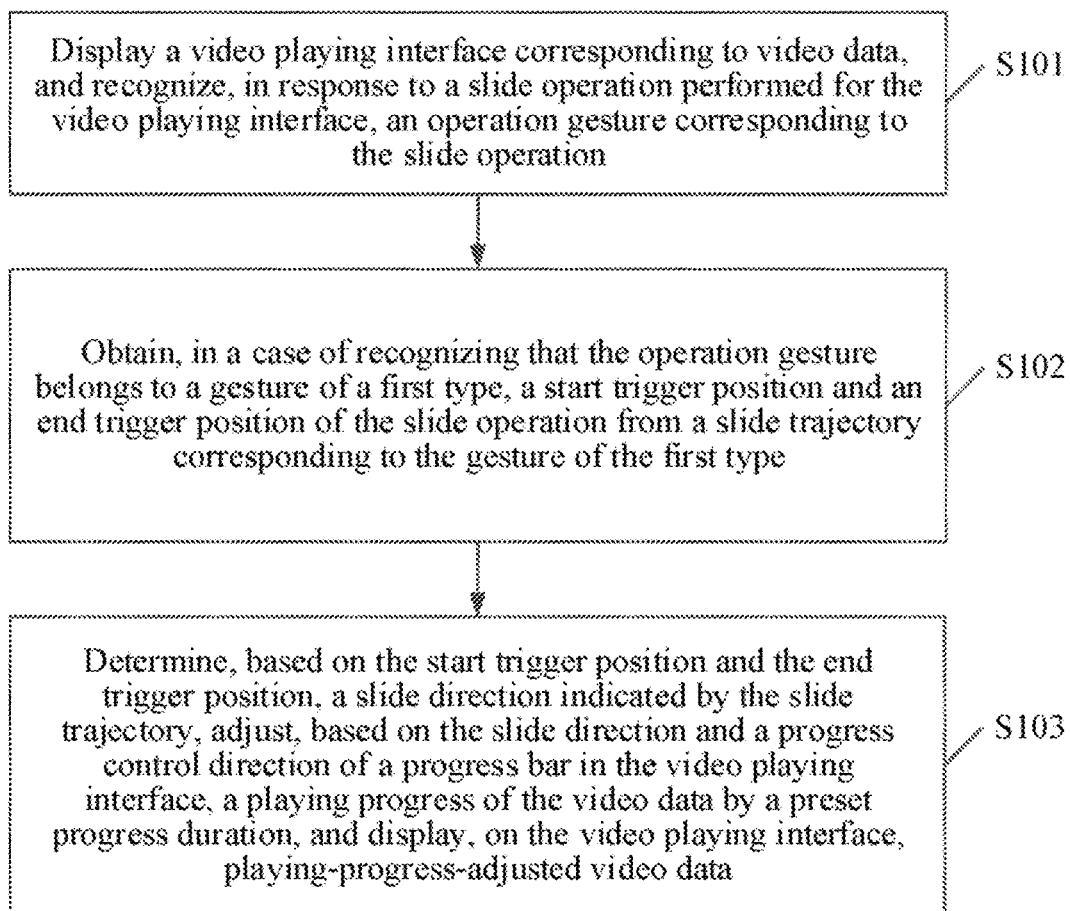 Display a video playing interface corresponding to video data,
and recognize, in response to a slide operation performed for the
video playing interface, an operation gesture corresponding to
the slide operation
S101
Obtain, in a case of recognizing that the operation gesture
belongs to a gesture of a first type, a start trigger position and an
end trigger position of the slide operation from a slide trajectory
corresponding to the gesture of the first type
S102
Determine, based on the start trigger position and the end
trigger position, a slide direction indicated by the slide
trajectory, adjust, based on the slide direction and a progress
control direction of a progress bar in the video playing
interface, a playing progress of the video data by a preset
progress duration, and display, on the video playing interface,
playing-progress-adjusted video data
S103